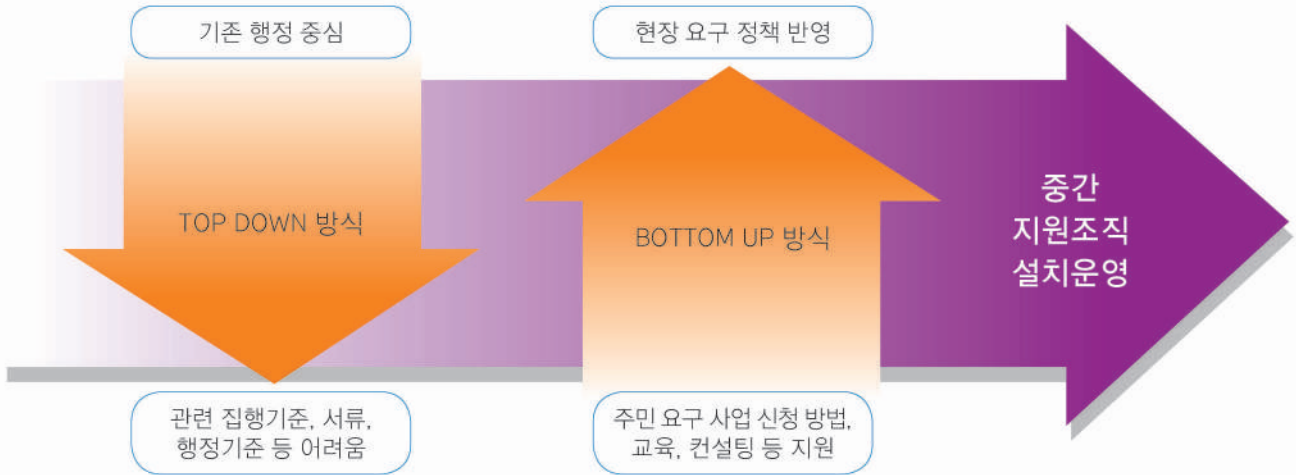 기존 행정 중심
현장 요구 정책 반영
TOP DOWN 방식
BOTTOM UP 방식
중간
지원조직
설치운영
관련 집행기준, 서류,
행정기준 등 어려움
주민 요구 사업 신청 방법,
교육, 컨설팅 등 지원